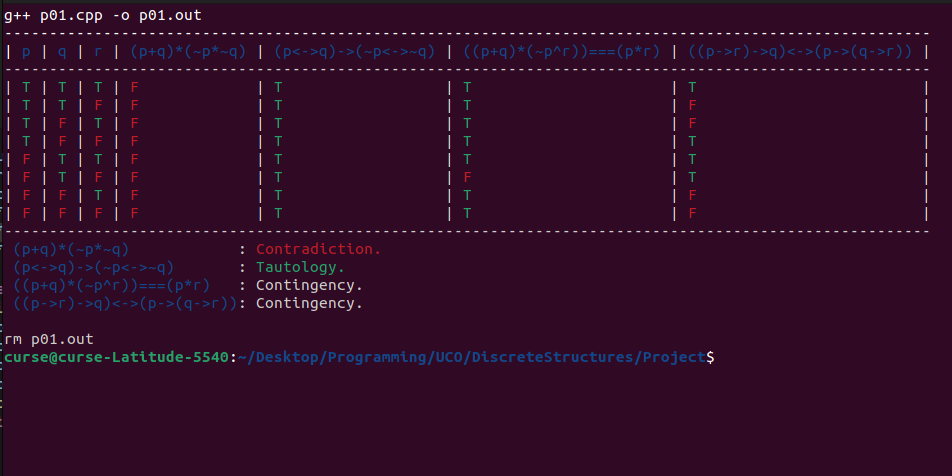 g++ p01.cpp -o p01.out
--------------------------------------------------------------------------------------------------------
| p | q | r | (p+q)*(~p*~q) | (p<->q)->(~p<->~q) | ((p+q)*(~p^r))===(p*r) | ((p->r)->q)<->(p->(q->r)) |
--------------------------------------------------------------------------------------------------------
| T | T | T | F | T | T | T |
| T | T | F | F | T | T | F |
| T | F | T | F | T | T | F |
| T | F | F | F | T | T | T |
| F | T | T | F | T | T | T |
| F | T | F | F | T | F | T |
| F | F | T | F | T | T | F |
| F | F | F | F | T | T | F |
--------------------------------------------------------------------------------------------------------
(p+q)*(~p*~q) : Contradiction.
(p<->q)->(~p<->~q) : Tautology.
((p+q)*(~p^r))===(p*r) : Contingency.
((p->r)->q)<->(p->(q->r)): Contingency.
rm p01.out
curse@curse-Latitude-5540:~/Desktop/Programming/UCO/DiscreteStructures/Project$